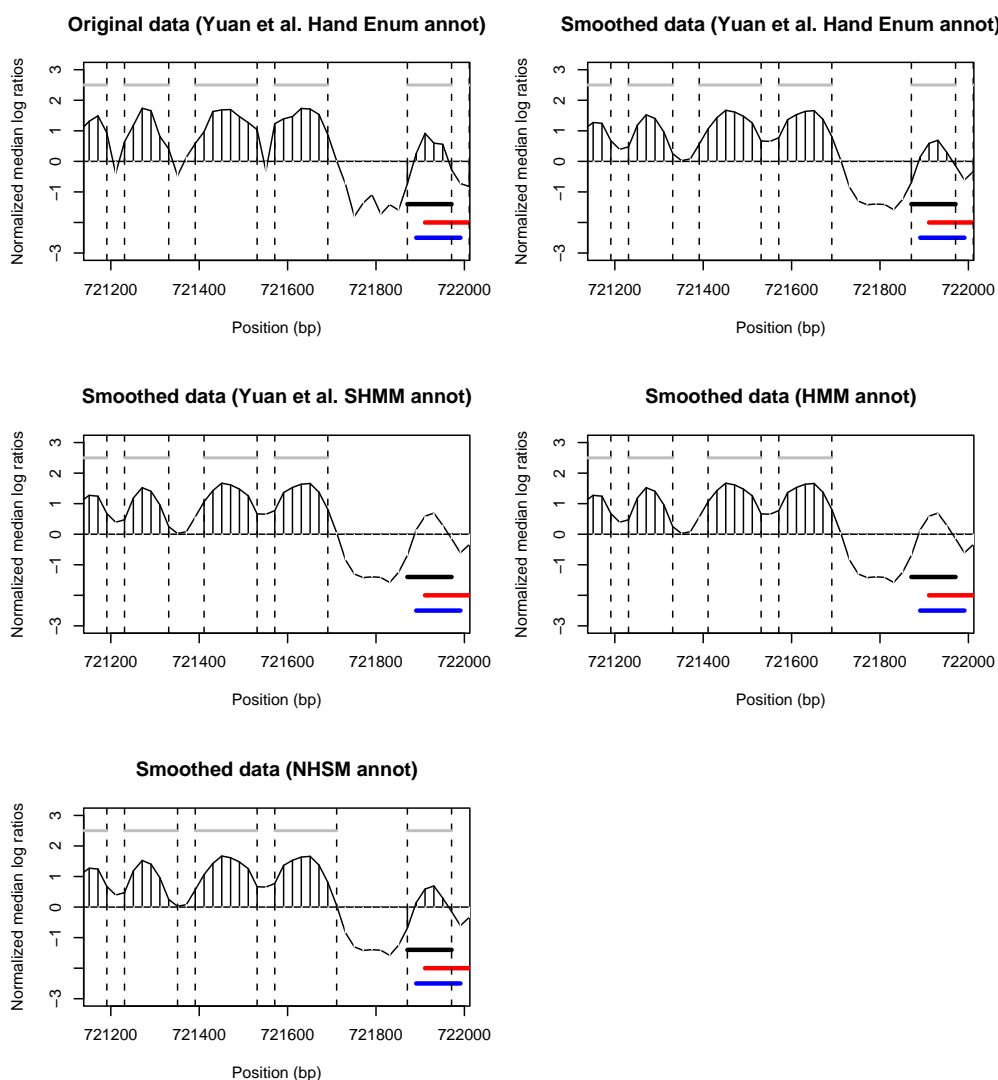 Original data (Yuan et al. Hand Enum annot)
Normalized median log ratios
3
2
1
0
−1
−3
721200 721400 721600 721800 722000
Position (bp)
Smoothed data (Yuan et al. Hand Enum annot)
Normalized median log ratios
3
2
1
0
−1
−3
721200 721400 721600 721800 722000
Position (bp)
Smoothed data (Yuan et al. SHMM annot)
Normalized median log ratios
3
2
1
0
−1
−3
721200 721400 721600 721800 722000
Position (bp)
Smoothed data (HMM annot)
Normalized median log ratios
3
2
1
0
−1
−3
721200 721400 721600 721800 722000
Position (bp)
Smoothed data (NHSM annot)
Normalized median log ratios
3
2
1
0
−1
−3
721200 721400 721600 721800 722000
Position (bp)